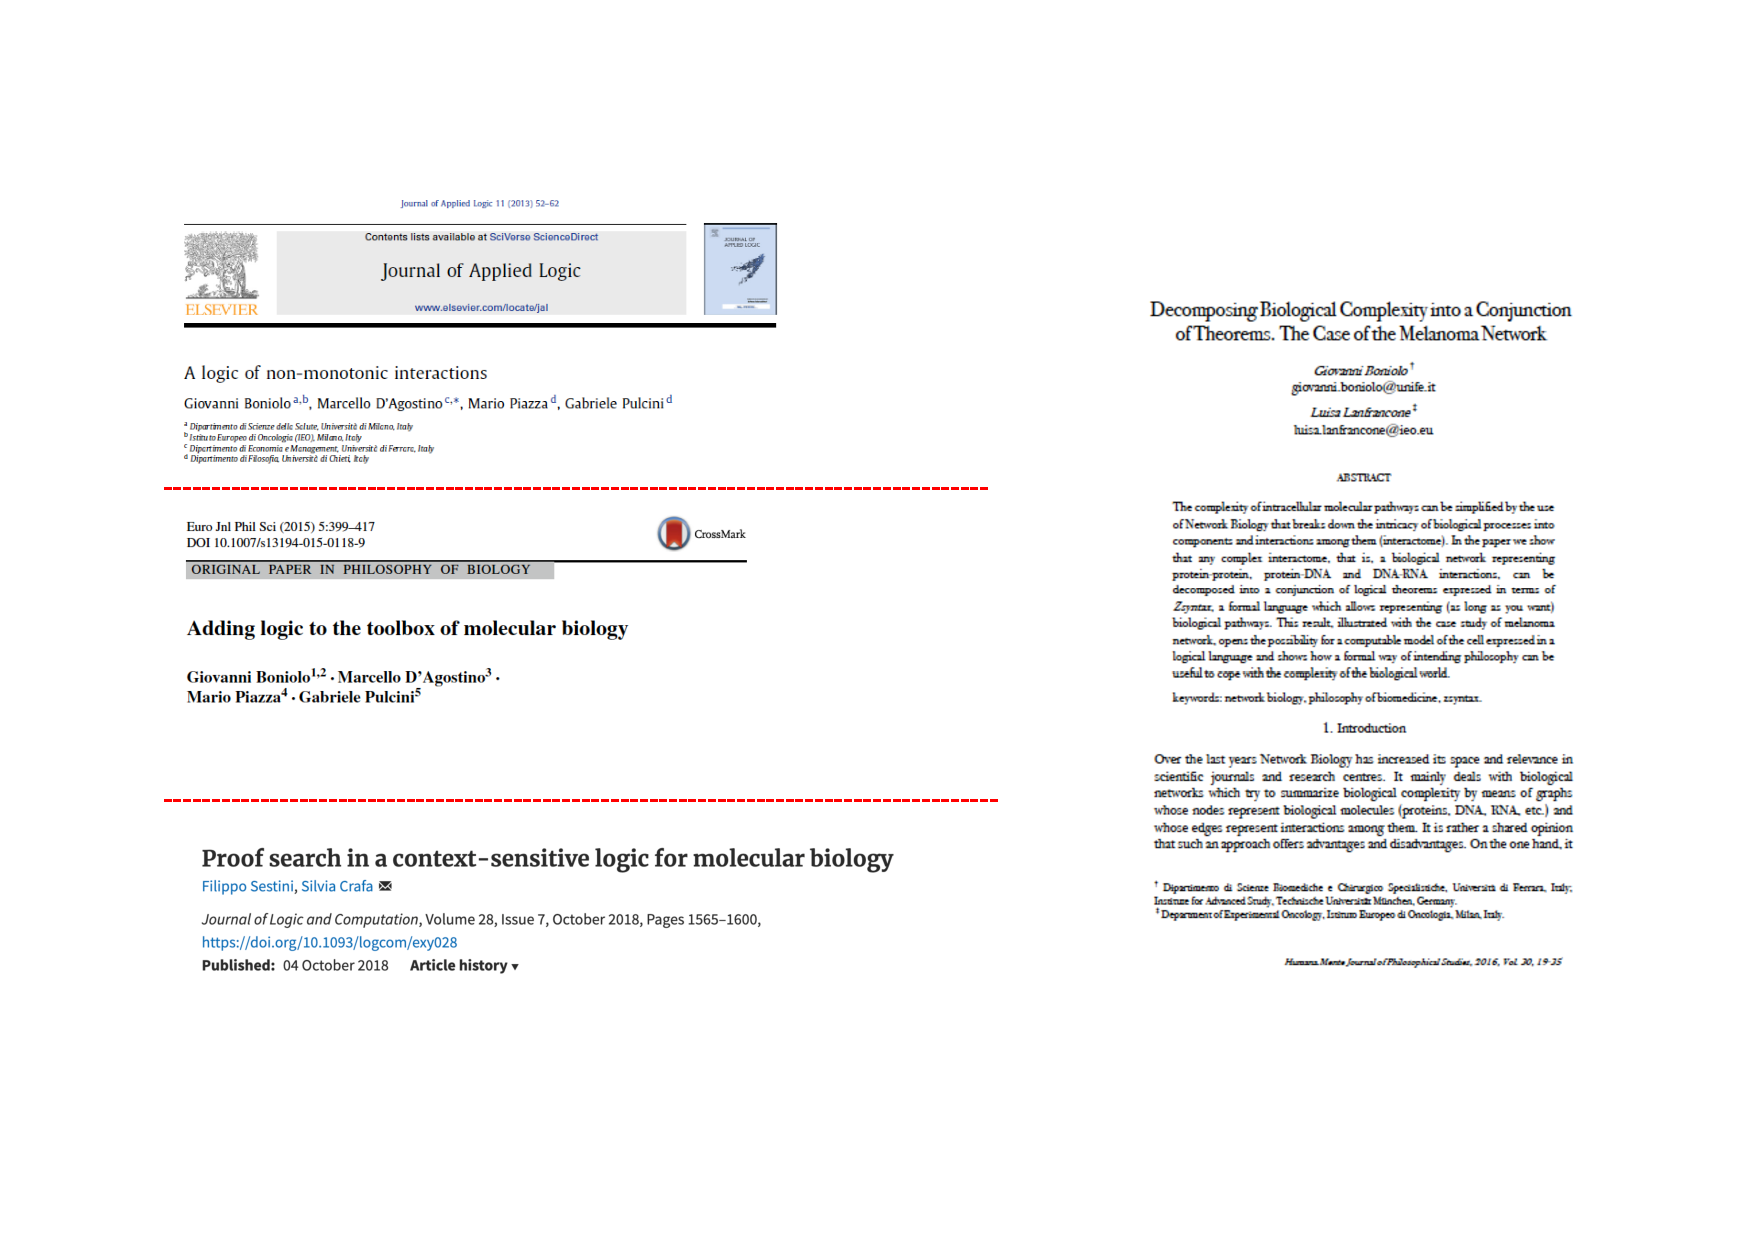 Journal of Applied Logic 11 (2013) 52–62
Contents lists available at SciVerse ScienceDirect
Journal of Applied Logic
www.elsevier.com/locate/jal
ELSEVIER
JOURNAL OF
APPLIED LOGIC
A logic of non-monotonic interactions
Giovanni Boniolo a,b, Marcello D'Agostino c,*, Mario Piazza d, Gabriele Pulcini d
a Dipartimento di Scienze della Salute, Università di Milano, Italy
b Istituto Europeo di Oncologia (IEO), Milano, Italy
c Dipartimento di Economia e Management, Università di Ferrara, Italy
d Dipartimento di Filosofia, Università di Chieti, Italy
Euro Jnl Phil Sci (2015) 5:399–417
DOI 10.1007/s13194-015-0118-9
CrossMark
ORIGINAL PAPER IN PHILOSOPHY OF BIOLOGY
Adding logic to the toolbox of molecular biology
Giovanni Boniolo1,2 · Marcello D'Agostino3 ·
Mario Piazza4 · Gabriele Pulcini5
Proof search in a context-sensitive logic for molecular biology
Filippo Sestini, Silvia Crafa
Journal of Logic and Computation, Volume 28, Issue 7, October 2018, Pages 1565–1600,
https://doi.org/10.1093/logcom/exy028
Published: 04 October 2018 Article history ▾
Decomposing Biological Complexity into a Conjunction
of Theorems. The Case of the Melanoma Network
Giovanni Boniolo †
giovanni.boniolo@unife.it
Luisa Lanfrancone ‡
luisa.lanfrancone@ieo.eu
ABSTRACT
The complexity of intracellular molecular pathways can be simplified by the use
of Network Biology that breaks down the intricacy of biological processes into
components and interactions among them (interactome). In the paper we show
that any complex interactome, that is, a biological network representing
protein-protein, protein-DNA and DNA-RNA interactions, can be
decomposed into a conjunction of logical theorems expressed in terms of
Zsyntax, a formal language which allows representing (as long as you want)
biological pathways. This result, illustrated with the case study of melanoma
network, opens the possibility for a computable model of the cell expressed in a
logical language and shows how a formal way of intending philosophy can be
useful to cope with the complexity of the biological world.
keywords: network biology, philosophy of biomedicine, zsyntax.
1. Introduction
Over the last years Network Biology has increased its space and relevance in
scientific journals and research centres. It mainly deals with biological
networks which try to summarize biological complexity by means of graphs
whose nodes represent biological molecules (proteins, DNA, RNA, etc.) and
whose edges represent interactions among them. It is rather a shared opinion
that such an approach offers advantages and disadvantages. On the one hand, it
† Dipartimento di Scienze Biomediche e Chirurgico Specialistiche, Università di Ferrara, Italy;
Institute for Advanced Study, Technische Universität München, Germany.
‡ Department of Experimental Oncology, Istituto Europeo di Oncologia, Milan, Italy.
Humana.Mente Journal of Philosophical Studies, 2016, Vol. 30, 19-35